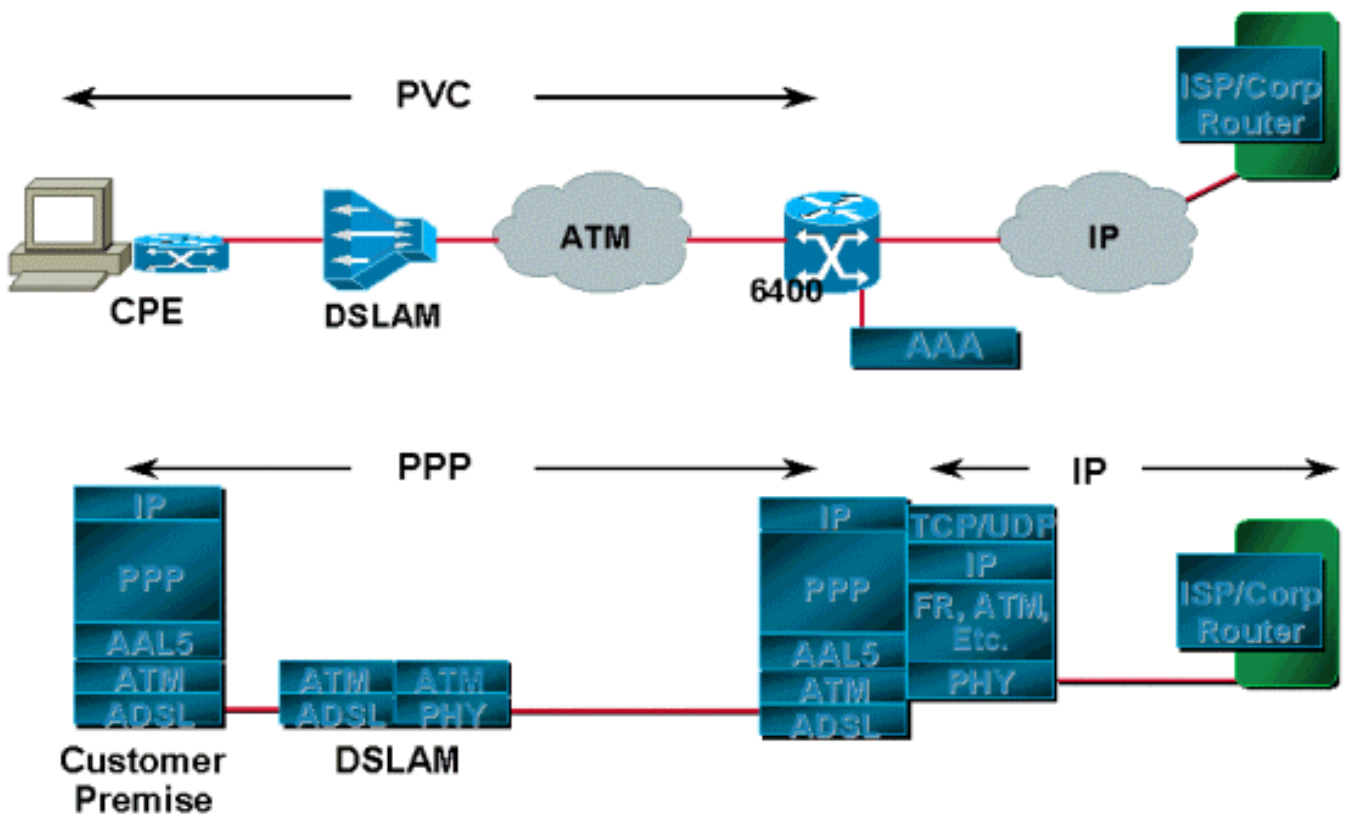 PVC
ISP/Corp
Router
ATM
IP
6400
CPE
DSLAM
AAA
PPP
IP
IP
PPP
AAL5
ATM
ADSL
ATM
ATM
ADSL
PHY
IP
PPP
AAL5
ATM
ADSL
TCP/UDP
IP
FR, ATM,
Etc.
PHY
ISP/Corp
Router
Customer
Premise
DSLAM